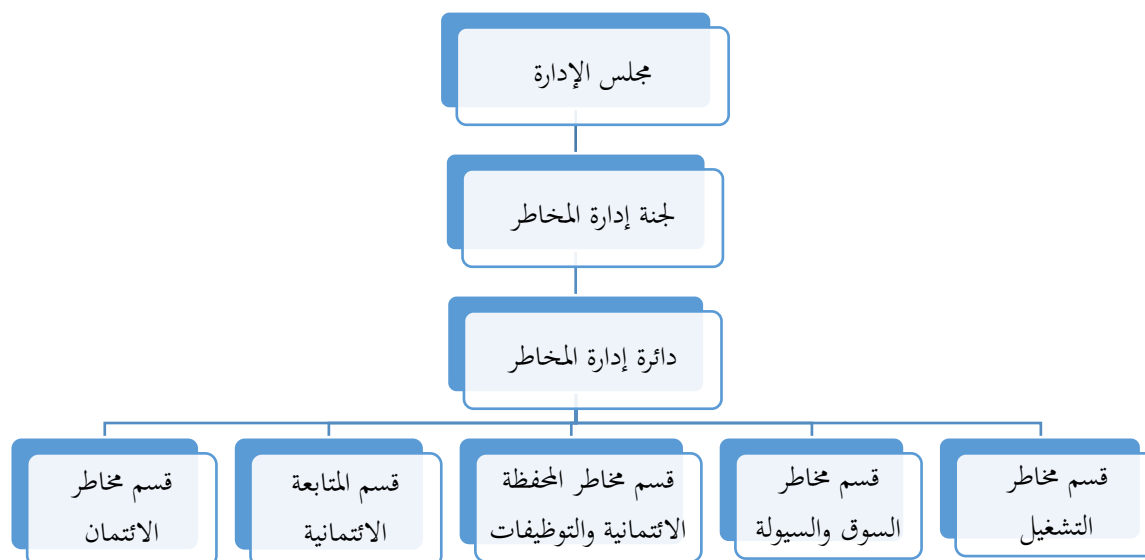 مجلس الإدارة
لجنة إدارة المخاطر
دائرة إدارة المخاطر
قسم مخاطر
التشغيل
قسم مخاطر
السوق والسيولة
قسم مخاطر المحفظة
الائتمانية والتوظيفات
قسم المتابعة
الائتمانية
قسم مخاطر
الائتمان